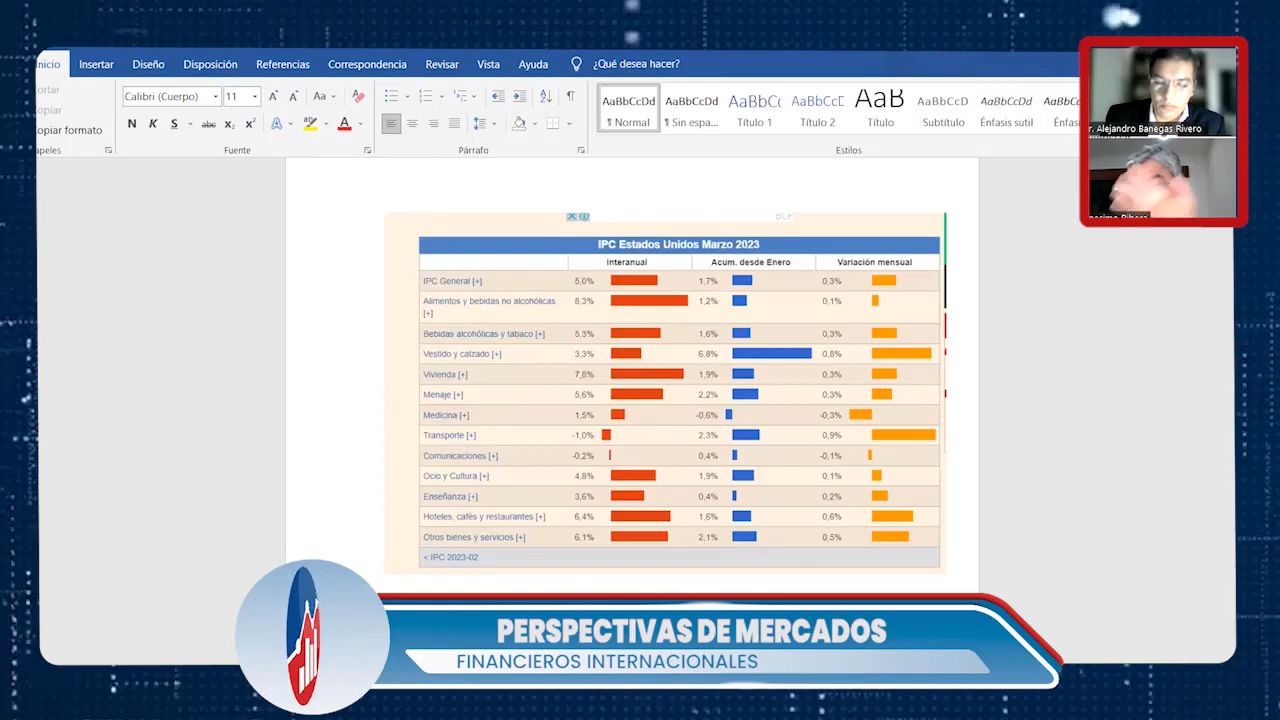 Inicio Insertar Diseño Disposición Referencias Correspondencia Revisar Vista Ayuda ¿Qué desea hacer?
Copiar formato
Calibri (Cuerpo) 11 Aa
N K S abc x₂ x² A A
Fuente Párrafo Estilos
AaBbCcDd AaBbCcDd AaBbCc AaBbCcE AaB AaBbCcD AaBbCcDd AaBbCc
¶ Normal ¶ Sin espa... Título 1 Título 2 Título Subtítulo Énfasis sutil
r. Alejandro Banegas Rivero
BCP
IPC Estados Unidos Marzo 2023
Interanual Acum. desde Enero Variación mensual
IPC General [+] 5,0% 1,7% 0,3%
Alimentos y bebidas no alcohólicas 8,3% 1,2% 0,1%
[+]
Bebidas alcohólicas y tabaco [+] 5,3% 1,6% 0,3%
Vestido y calzado [+] 3,3% 6,8% 0,8%
Vivienda [+] 7,8% 1,9% 0,3%
Menaje [+] 5,6% 2,2% 0,3%
Medicina [+] 1,5% -0,6% -0,3%
Transporte [+] -1,0% 2,3% 0,9%
Comunicaciones [+] -0,2% 0,4% -0,1%
Ocio y Cultura [+] 4,8% 1,9% 0,1%
Enseñanza [+] 3,6% 0,4% 0,2%
Hoteles, cafés y restaurantes [+] 6,4% 1,6% 0,6%
Otros bienes y servicios [+] 6,1% 2,1% 0,5%
< IPC 2023-02
PERSPECTIVAS DE MERCADOS
FINANCIEROS INTERNACIONALES